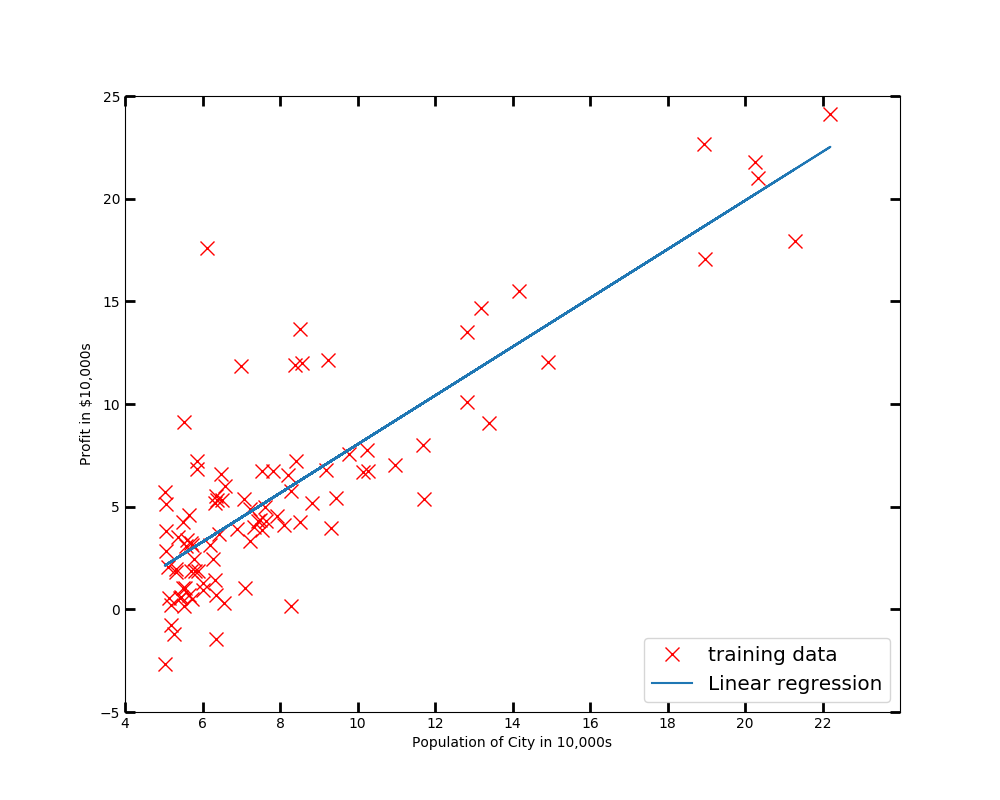 25
20
15
10
5
0
−5
Profit in $10,000s
4 6 8 10 12 14 16 18 20 22
Population of City in 10,000s
training data
Linear regression